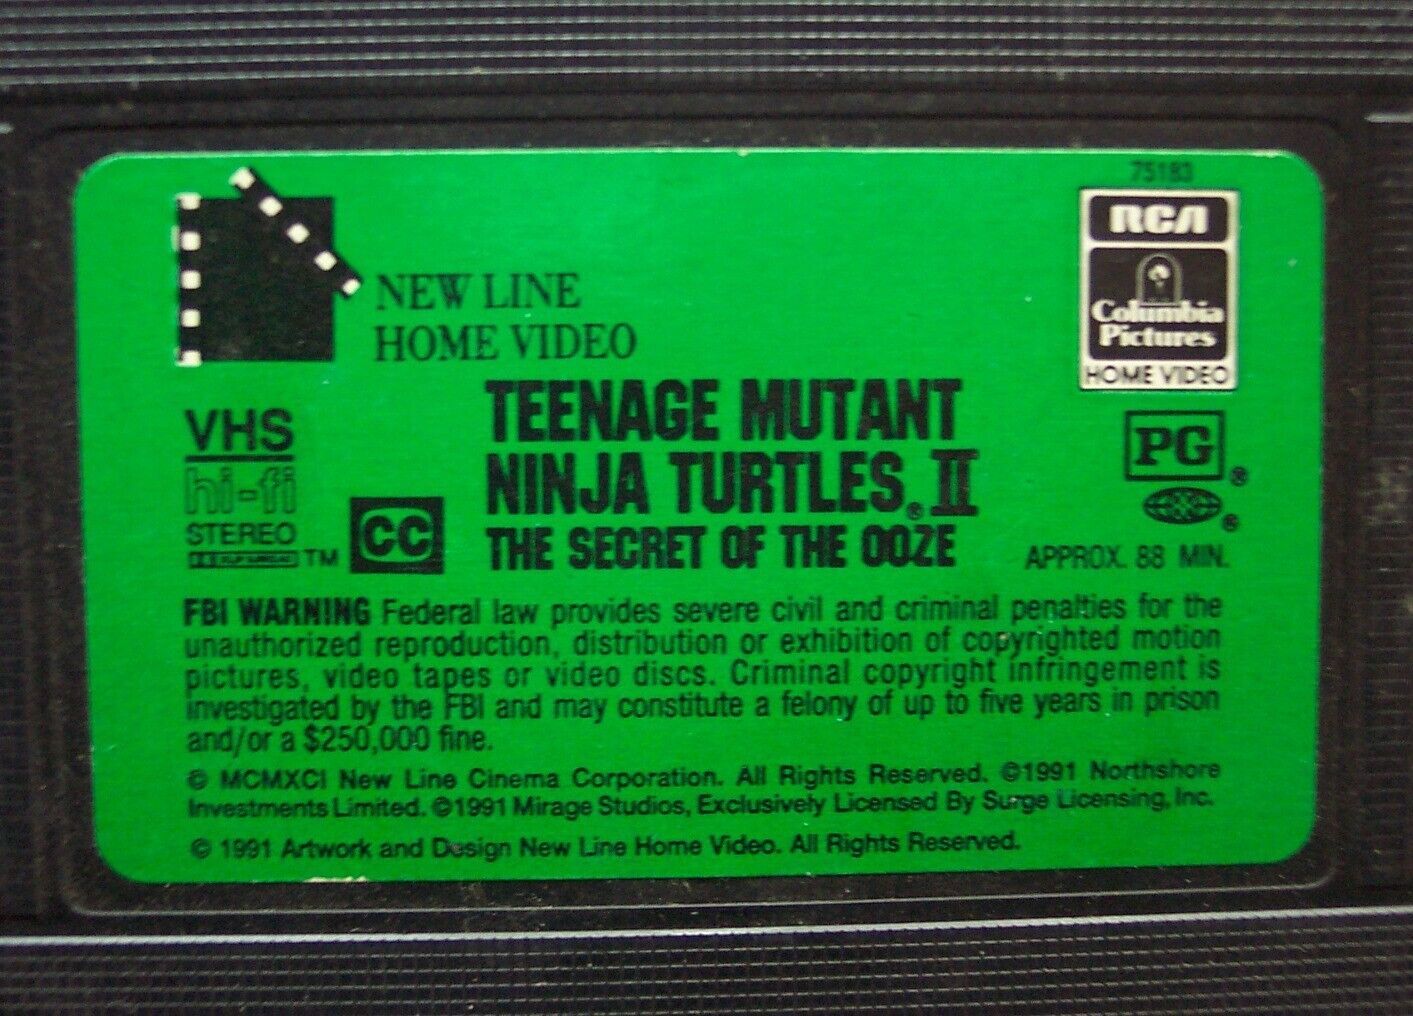 75183
RCA
Columbia
Pictures
HOME VIDEO
NEW LINE
HOME VIDEO
VHS
hi-fi
STEREO
TM
CC
TEENAGE MUTANT
NINJA TURTLES® II
THE SECRET OF THE OOZE
PG®
®
APPROX. 88 MIN.
FBI WARNING Federal law provides severe civil and criminal penalties for the
unauthorized reproduction, distribution or exhibition of copyrighted motion
pictures, video tapes or video discs. Criminal copyright infringement is
investigated by the FBI and may constitute a felony of up to five years in prison
and/or a $250,000 fine.
© MCMXCI New Line Cinema Corporation. All Rights Reserved. ©1991 Northshore
Investments Limited. ©1991 Mirage Studios, Exclusively Licensed By Surge Licensing, Inc.
© 1991 Artwork and Design New Line Home Video. All Rights Reserved.